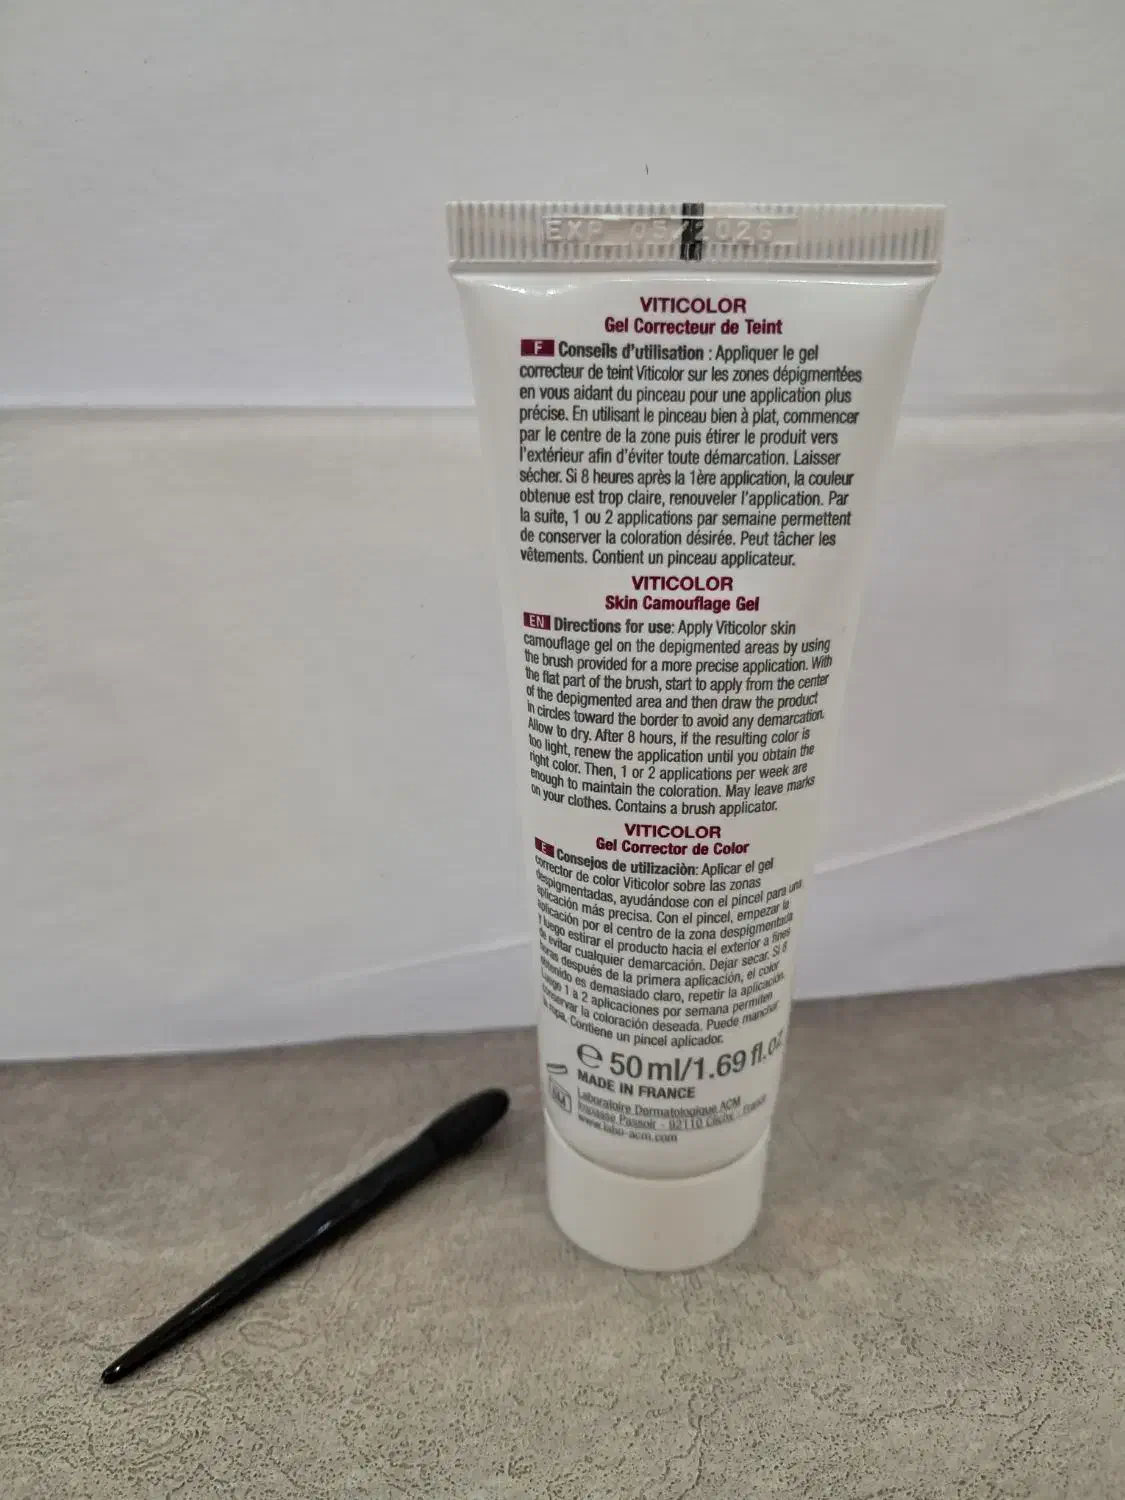 EXP 05/2026
VITICOLOR
Gel Correcteur de Teint
F Conseils d'utilisation : Appliquer le gel
correcteur de teint Viticolor sur les zones dépigmentées
en vous aidant du pinceau pour une application plus
précise. En utilisant le pinceau bien à plat, commencer
par le centre de la zone puis étirer le produit vers
l'extérieur afin d'éviter toute démarcation. Laisser
sécher. Si 8 heures après la 1ère application, la couleur
obtenue est trop claire, renouveler l'application. Par
la suite, 1 ou 2 applications par semaine permettent
de conserver la coloration désirée. Peut tâcher les
vêtements. Contient un pinceau applicateur.
VITICOLOR
Skin Camouflage Gel
EN Directions for use: Apply Viticolor skin
camouflage gel on the depigmented areas by using
the brush provided for a more precise application. With
the flat part of the brush, start to apply from the center
of the depigmented area and then draw the product
in circles toward the border to avoid any demarcation.
Allow to dry. After 8 hours, if the resulting color is
too light, renew the application until you obtain the
right color. Then, 1 or 2 applications per week are
enough to maintain the coloration. May leave marks
on your clothes. Contains a brush applicator.
VITICOLOR
Gel Corrector de Color
E Consejos de utilizaciòn: Aplicar el gel
corrector de color Viticolor sobre las zonas
despigmentadas, ayudándose con el pincel para una
aplicación más precisa. Con el pincel, empezar la
aplicación por el centro de la zona despigmentada
y luego estirar el producto hacia el exterior a fines
de evitar cualquier demarcación. Dejar secar. Si 8
horas después de la primera aplicación, el color
obtenido es demasiado claro, repetir la aplicación.
Luego 1 a 2 aplicaciones por semana permiten
conservar la coloración deseada. Puede manchar
la ropa. Contiene un pincel aplicador.
e 50 ml/1.69 fl.oz
MADE IN FRANCE
Laboratoire Dermatologique ACM
Impasse Passoir - 92110 Clichy - France
www.labo-acm.com